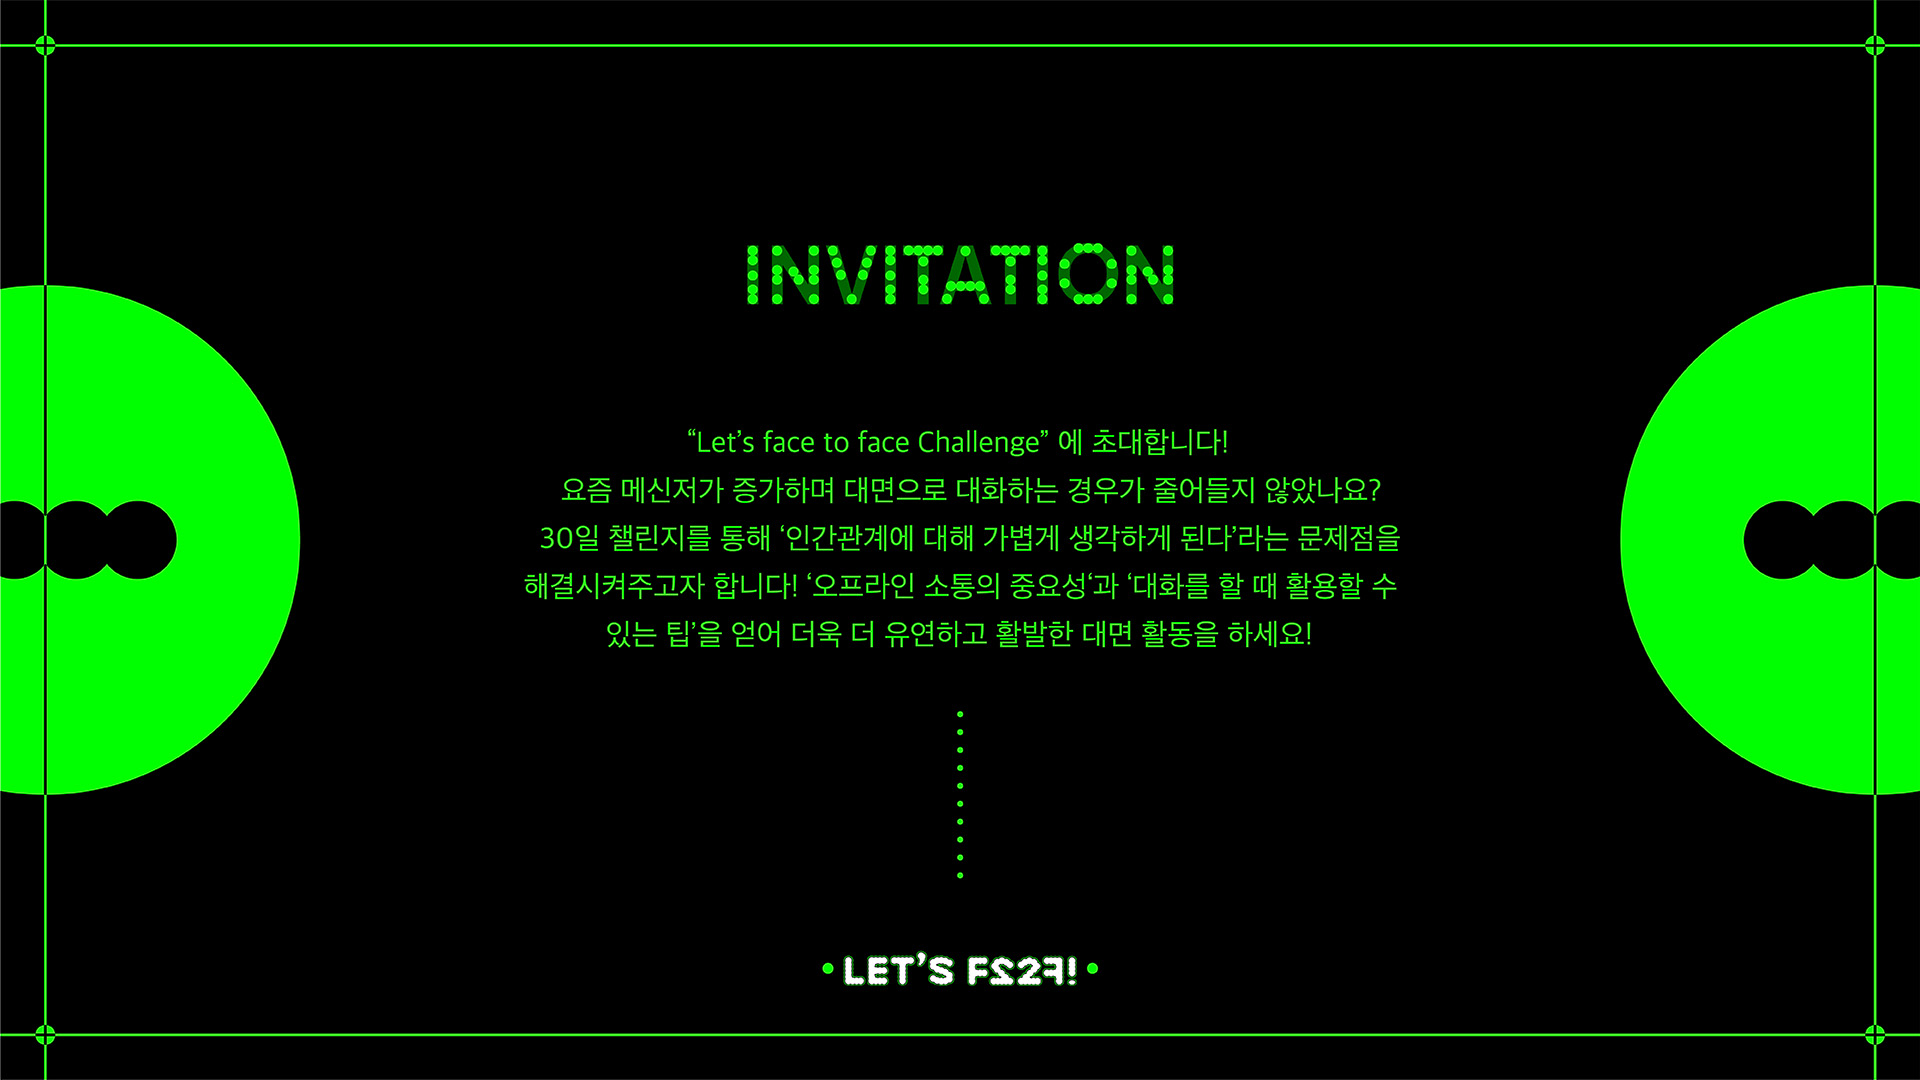 INVITATION
“Let’s face to face Challenge” 에 초대합니다!
요즘 메신저가 증가하며 대면으로 대화하는 경우가 줄어들지 않았나요?
30일 챌린지를 통해 ‘인간관계에 대해 가볍게 생각하게 된다’라는 문제점을
해결시켜주고자 합니다! ‘오프라인 소통의 중요성‘과 ‘대화를 할 때 활용할 수
있는 팁’을 얻어 더욱 더 유연하고 활발한 대면 활동을 하세요!
LET’S F22F!